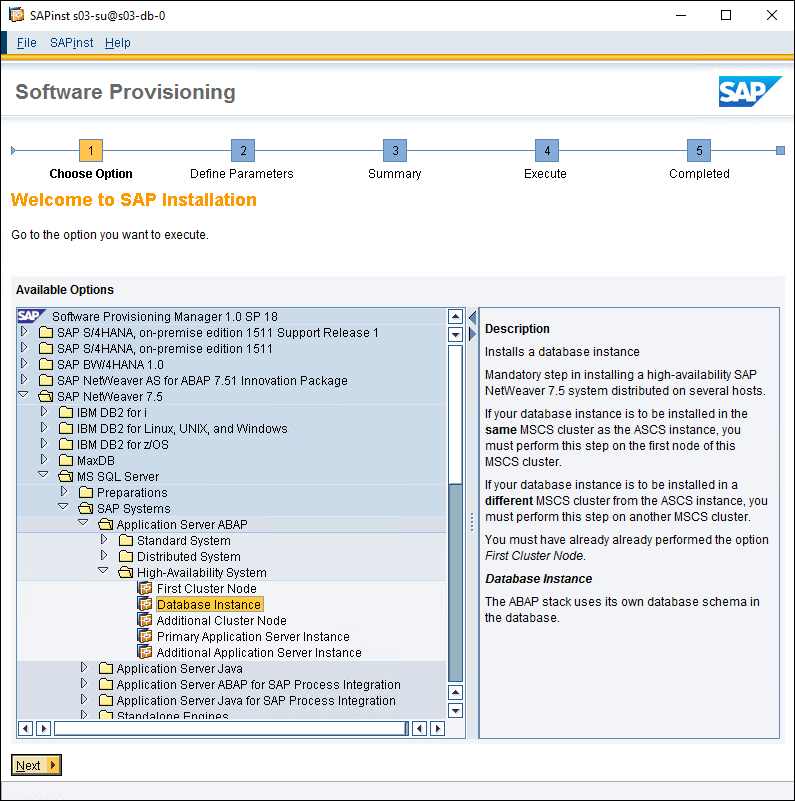 SAPinst s03-su@s03-db-0
File SAPinst Help
Software Provisioning
SAP
1 2 3 4 5
Choose Option Define Parameters Summary Execute Completed
Welcome to SAP Installation
Go to the option you want to execute.
Available Options
SAP Software Provisioning Manager 1.0 SP 18
SAP S/4HANA, on-premise edition 1511 Support Release 1
SAP S/4HANA, on-premise edition 1511
SAP BW/4HANA 1.0
SAP NetWeaver AS for ABAP 7.51 Innovation Package
SAP NetWeaver 7.5
IBM DB2 for i
IBM DB2 for Linux, UNIX, and Windows
IBM DB2 for z/OS
MaxDB
MS SQL Server
Preparations
SAP Systems
Application Server ABAP
Standard System
Distributed System
High-Availability System
First Cluster Node
Database Instance
Additional Cluster Node
Primary Application Server Instance
Additional Application Server Instance
Application Server Java
Application Server ABAP for SAP Process Integration
Application Server Java for SAP Process Integration
Standalone Engines
Description
Installs a database instance
Mandatory step in installing a high-availability SAP
NetWeaver 7.5 system distributed on several hosts.
If your database instance is to be installed in the
same MSCS cluster as the ASCS instance, you
must perform this step on the first node of this
MSCS cluster.
If your database instance is to be installed in a
different MSCS cluster from the ASCS instance, you
must perform this step on another MSCS cluster.
You must have already already performed the option
First Cluster Node.
Database Instance
The ABAP stack uses its own database schema in
the database.
Next